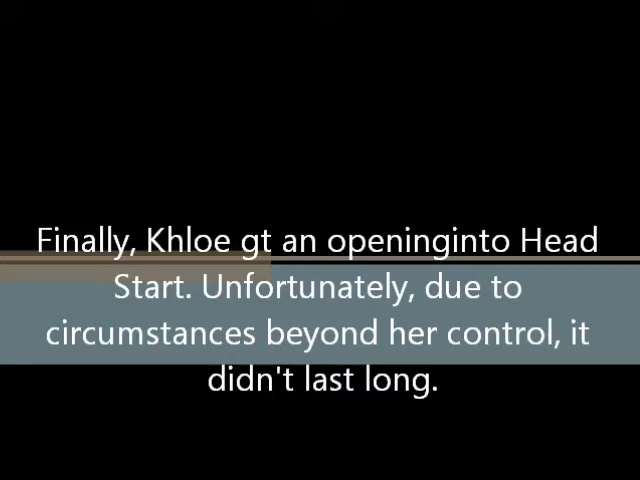 Finally, Khloe gt an openinginto Head
Start. Unfortunately, due to
circumstances beyond her control, it
didn't last long.